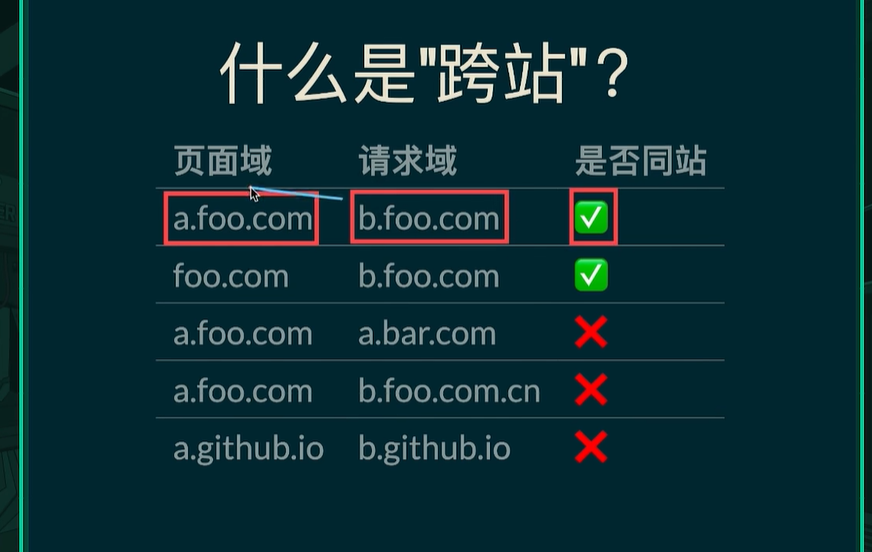 什么是"跨站"？
页面域 请求域 是否同站
a.foo.com b.foo.com ✅
foo.com b.foo.com ✅
a.foo.com a.bar.com ❌
a.foo.com b.foo.com.cn ❌
a.github.io b.github.io ❌